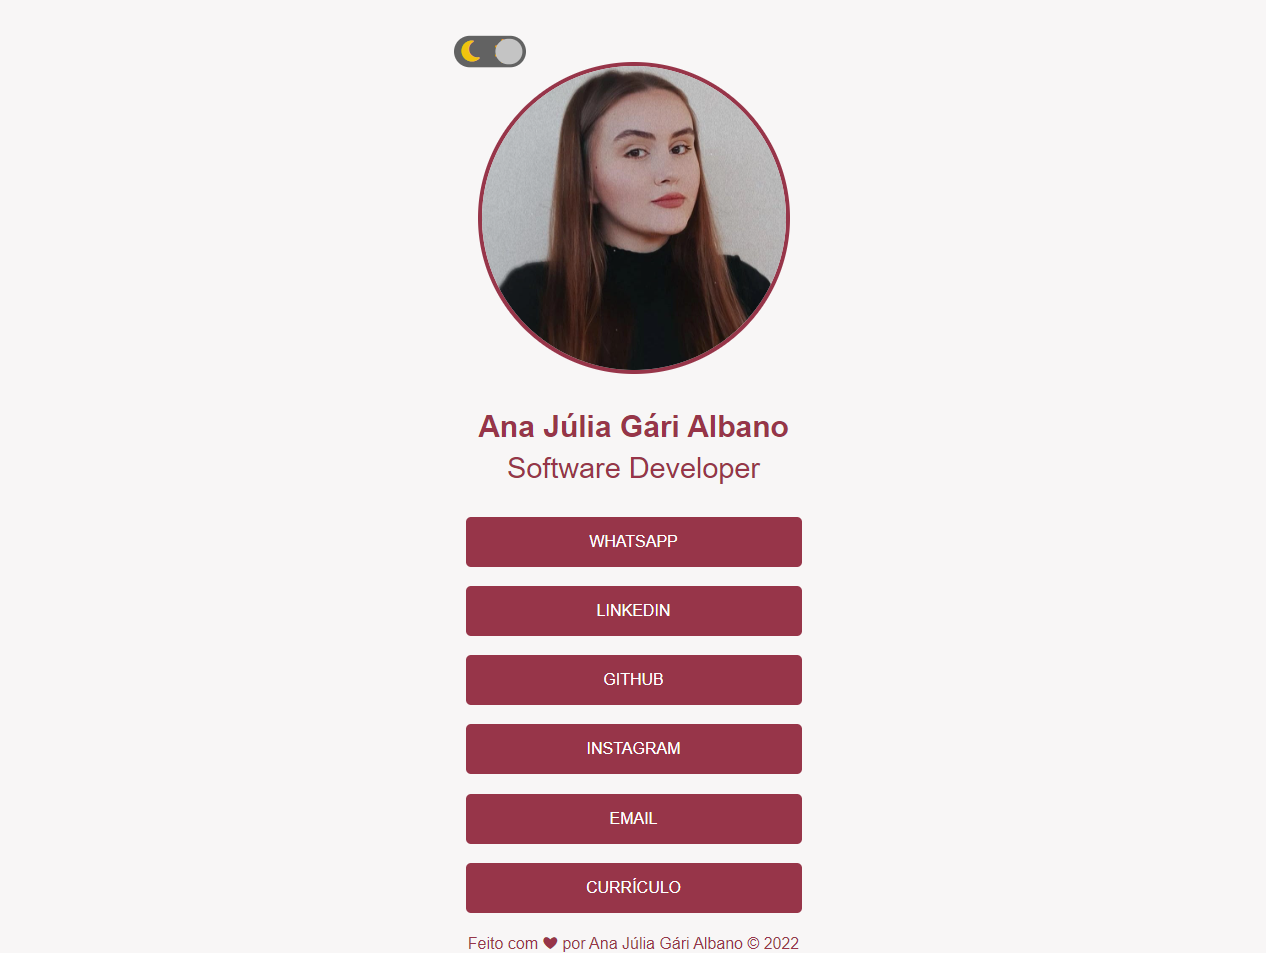 Ana Júlia Gári Albano
Software Developer
WHATSAPP
LINKEDIN
GITHUB
INSTAGRAM
EMAIL
CURRÍCULO
Feito com ❤ por Ana Júlia Gári Albano © 2022